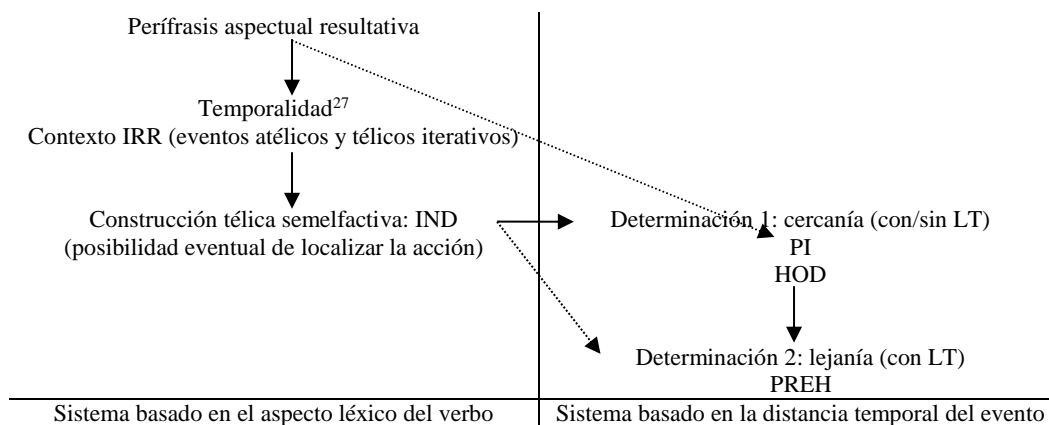 Perífrasis aspectual resultativa
Temporalidad²⁷
Contexto IRR (eventos atélicos y télicos iterativos)
Construcción télica semelfactiva: IND
(posibilidad eventual de localizar la acción)
Determinación 1: cercanía (con/sin LT)
PI
HOD
Determinación 2: lejanía (con LT)
PREH
Sistema basado en el aspecto léxico del verbo
Sistema basado en la distancia temporal del evento